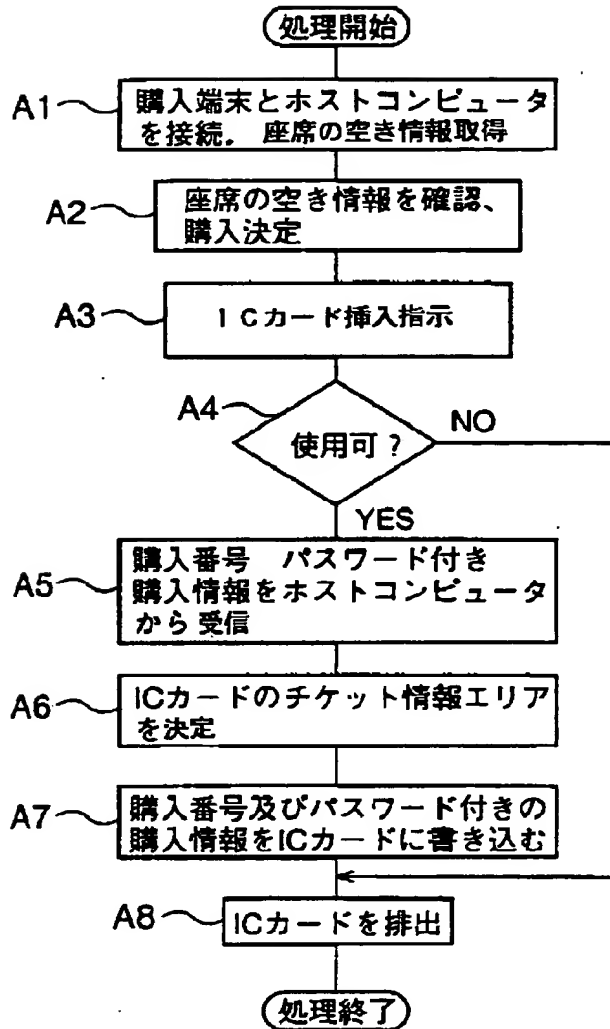 処理開始
A1
購入端末とホストコンピュータ
を接続. 座席の空き情報取得
A2
座席の空き情報を確認、
購入決定
A3
ICカード挿入指示
A4
使用可?
NO
YES
A5
購入番号 パスワード付き
購入情報をホストコンピュータ
から受信
A6
ICカードのチケット情報エリア
を決定
A7
購入番号及びパスワード付きの
購入情報をICカードに書き込む
A8
ICカードを排出
処理終了